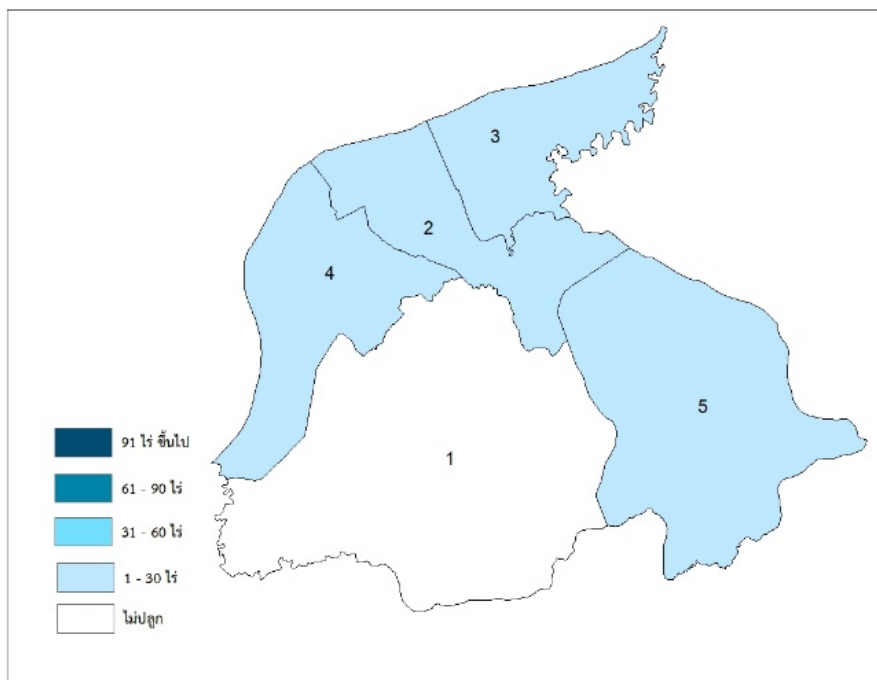 3
2
4
5
1
91 ไร่ ขึ้นไป
61 - 90 ไร่
31 - 60 ไร่
1 - 30 ไร่
ไม่ปลูก